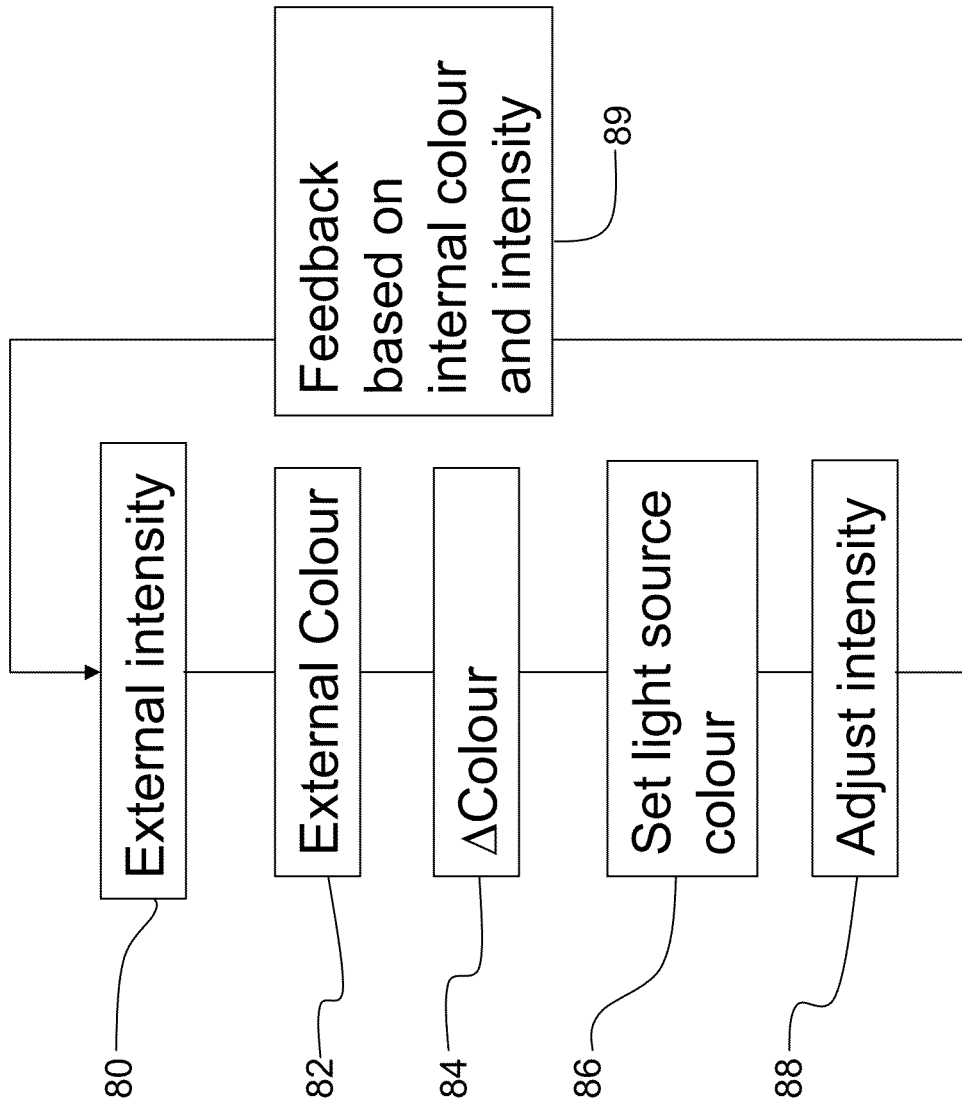 External intensity
80
External Colour
82
ΔColour
84
Set light source
colour
86
Adjust intensity
88
Feedback
based on
internal colour
and intensity
89